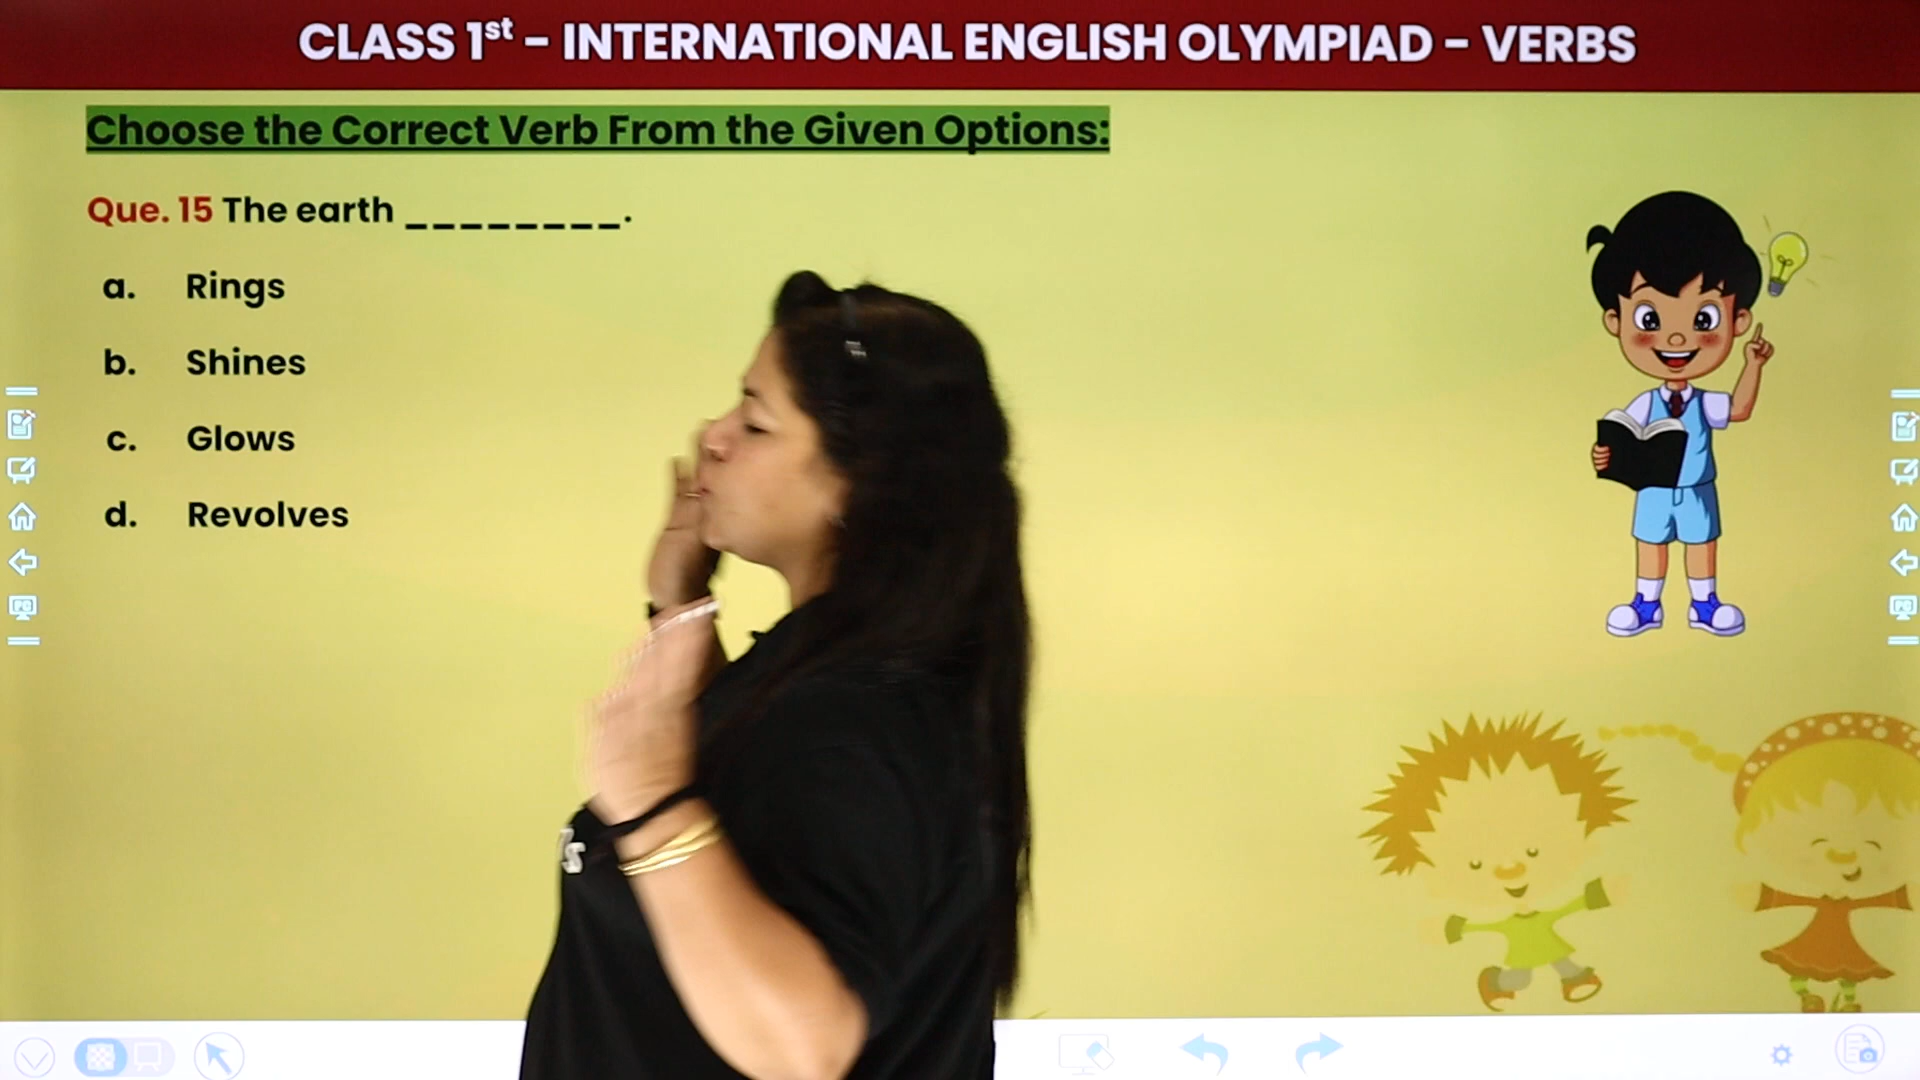 CLASS 1st - INTERNATIONAL ENGLISH OLYMPIAD - VERBS
Choose the Correct Verb From the Given Options:
Que. 15 The earth ________.
a. Rings
b. Shines
c. Glows
d. Revolves